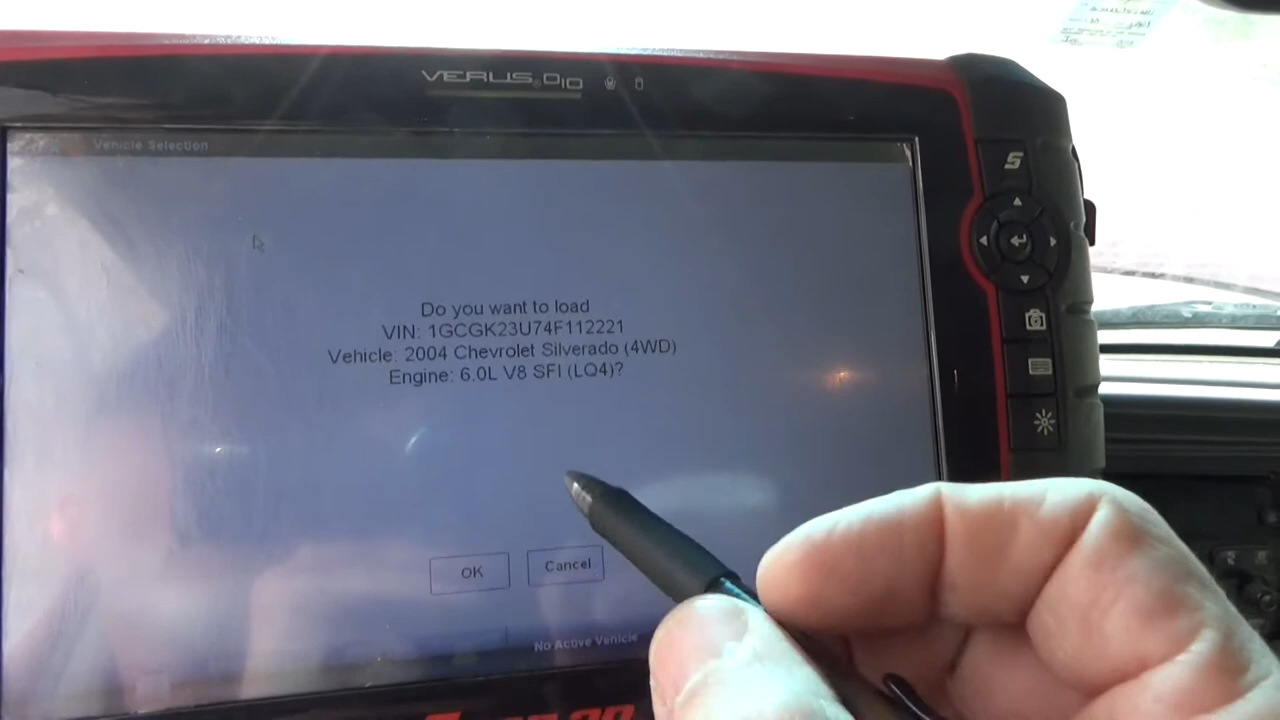 VERUS® D10
Vehicle Selection
S
Do you want to load
VIN: 1GCGK23U74F112221
Vehicle: 2004 Chevrolet Silverado (4WD)
Engine: 6.0L V8 SFI (LQ4)?
OK
Cancel
No Active Vehicle